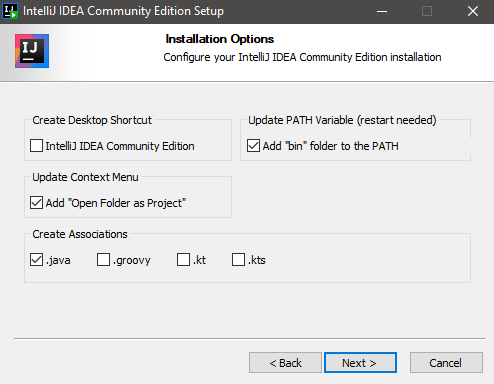 IntelliJ IDEA Community Edition Setup
IJ
Installation Options
Configure your IntelliJ IDEA Community Edition installation
Create Desktop Shortcut
IntelliJ IDEA Community Edition
Update PATH Variable (restart needed)
Add "bin" folder to the PATH
Update Context Menu
Add "Open Folder as Project"
Create Associations
.java .groovy .kt .kts
< Back Next > Cancel